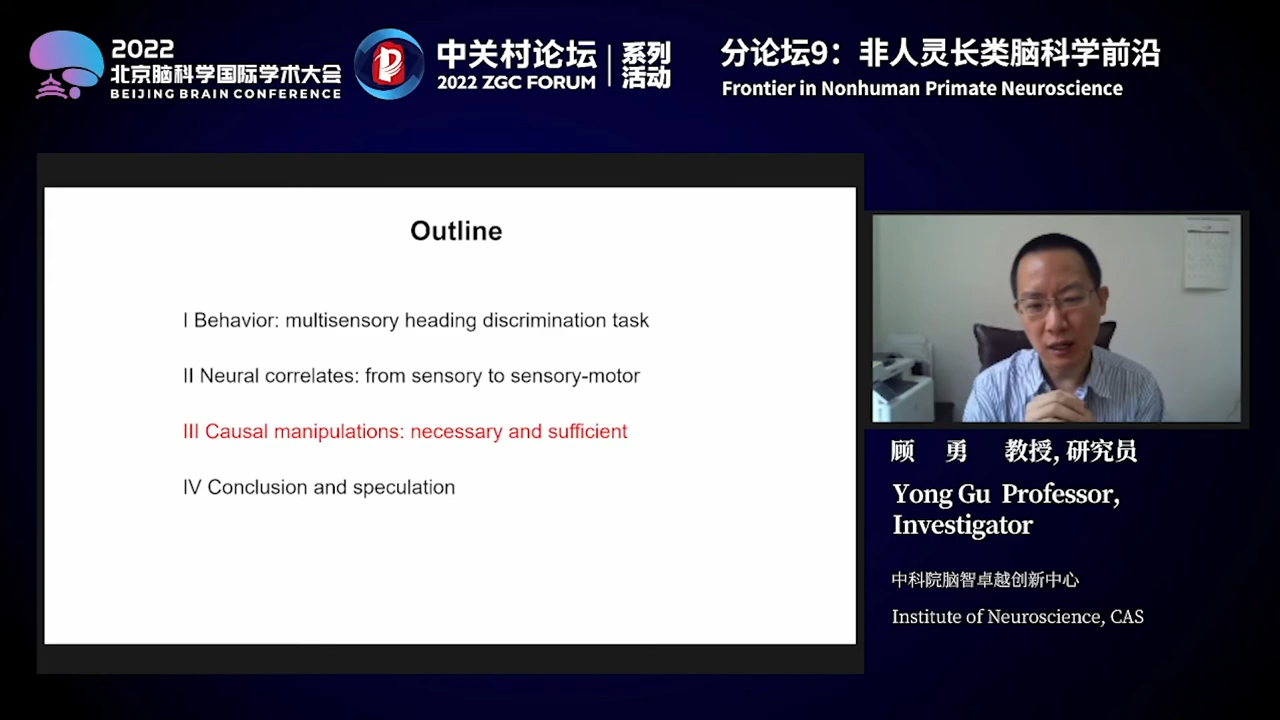 2022
北京脑科学国际学术大会
BEIJING BRAIN CONFERENCE
中关村论坛
2022 ZGC FORUM
系列
活动
分论坛9：非人灵长类脑科学前沿
Frontier in Nonhuman Primate Neuroscience
Outline
I Behavior: multisensory heading discrimination task
II Neural correlates: from sensory to sensory-motor
III Causal manipulations: necessary and sufficient
IV Conclusion and speculation
顾 勇 教授, 研究员
Yong Gu Professor,
Investigator
中科院脑智卓越创新中心
Institute of Neuroscience, CAS